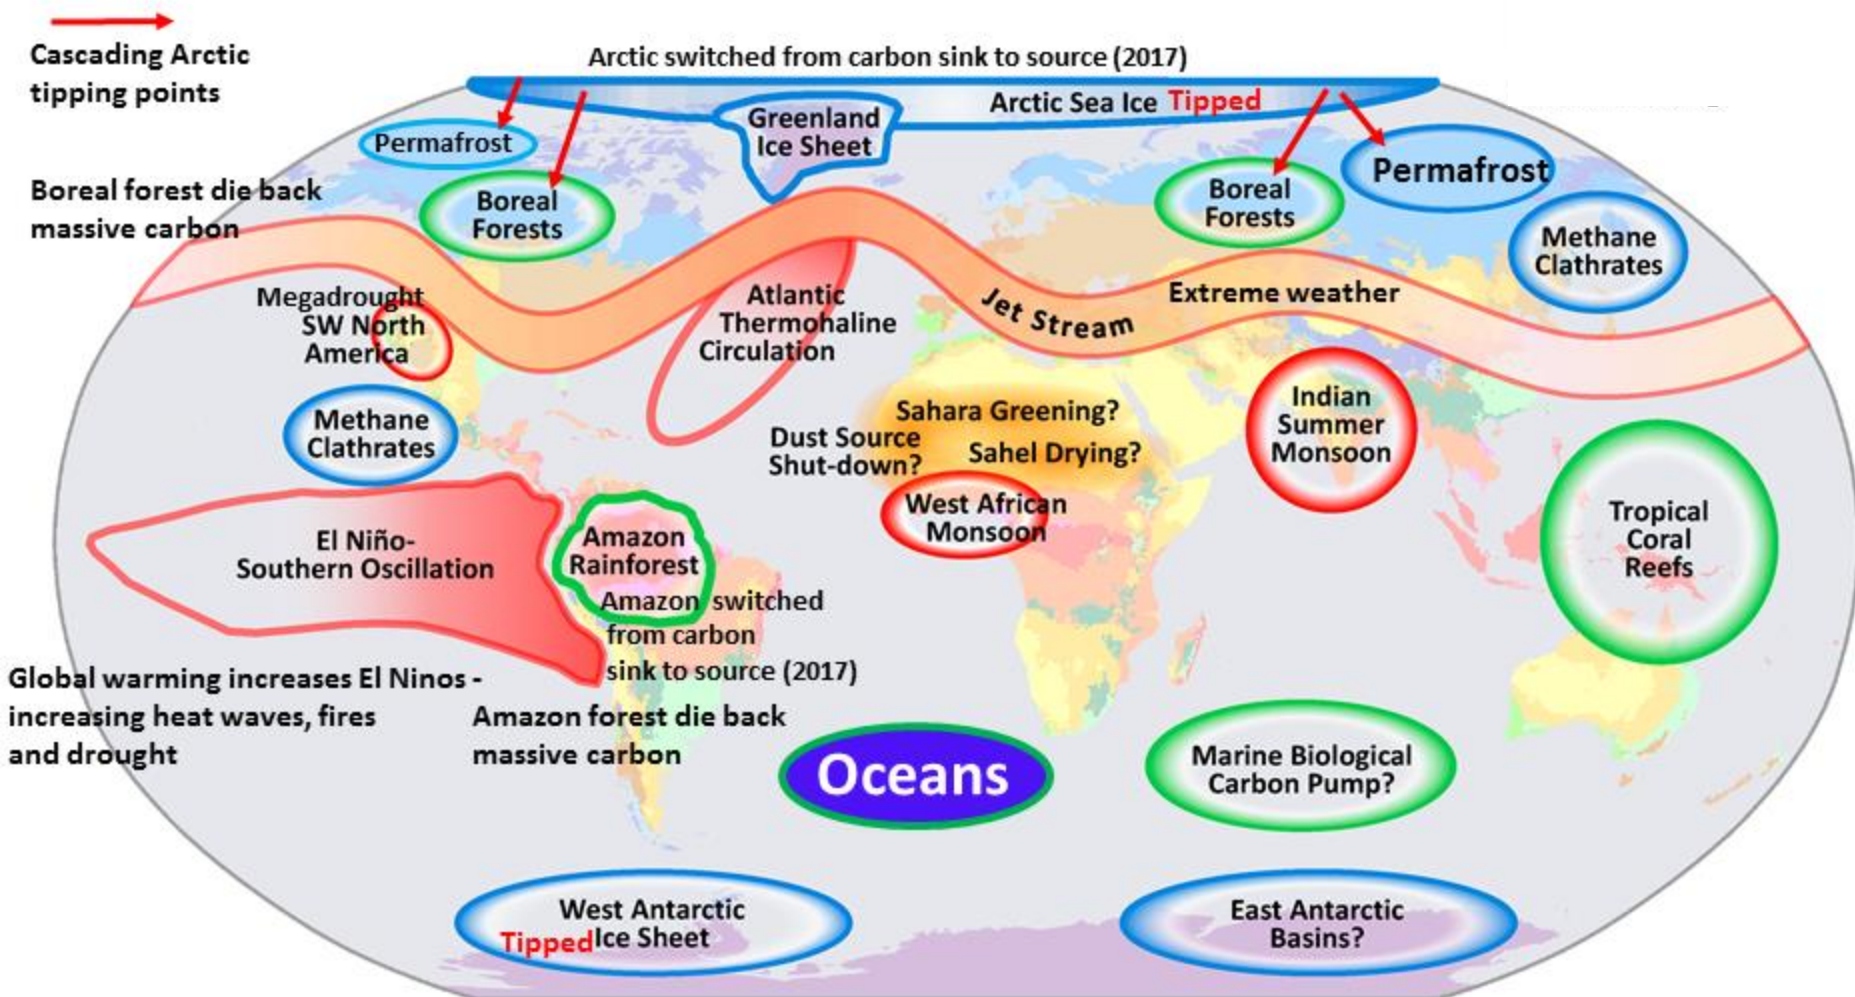 Cascading Arctic
tipping points
Arctic switched from carbon sink to source (2017)
Arctic Sea Ice Tipped
Greenland
Ice Sheet
Permafrost
Permafrost
Boreal forest die back
massive carbon
Boreal
Forests
Boreal
Forests
Methane
Clathrates
Megadrought
SW North
America
Atlantic
Thermohaline
Circulation
Jet Stream
Extreme weather
Methane
Clathrates
Sahara Greening?
Dust Source
Shut-down?
Sahel Drying?
Indian
Summer
Monsoon
West African
Monsoon
Tropical
Coral
Reefs
El Niño-
Southern Oscillation
Amazon
Rainforest
Amazon switched
from carbon
sink to source (2017)
Global warming increases El Ninos -
increasing heat waves, fires
and drought
Amazon forest die back
massive carbon
Oceans
Marine Biological
Carbon Pump?
West Antarctic
Tipped Ice Sheet
East Antarctic
Basins?